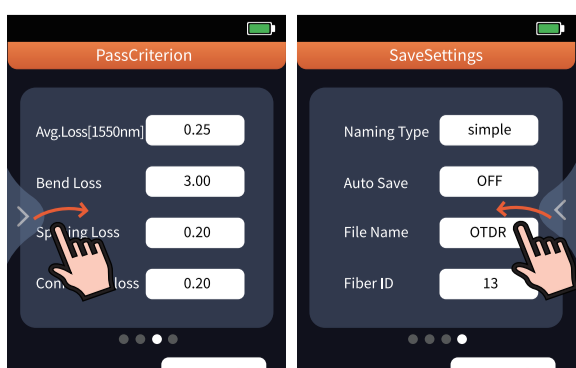 PassCriterion
Avg.Loss[1550nm] 0.25
Bend Loss 3.00
Loss 0.20
loss 0.20
SaveSettings
Naming Type simple
Auto Save OFF
File Name OTDR
Fiber ID 13